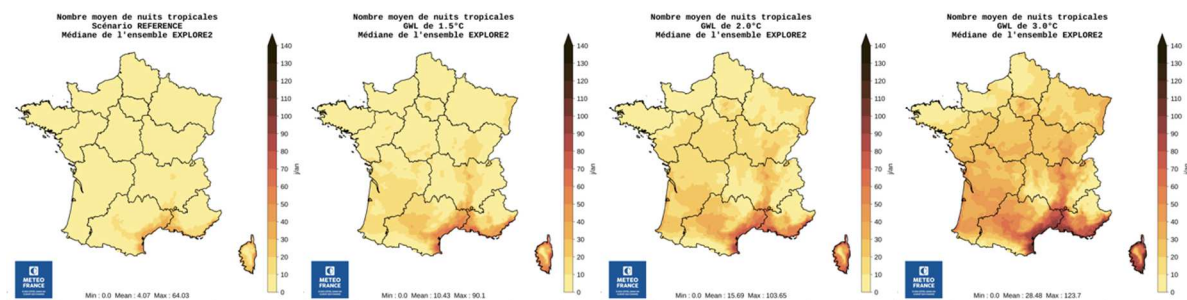 Nombre moyen de nuits tropicales
Scénario REFERENCE
Médiane de l'ensemble EXPLORE2
140
130
120
110
100
90
80
70
60
50
40
30
20
10
0
j/an
METEO
FRANCE
Min : 0.0 Mean : 4.07 Max : 64.03
Nombre moyen de nuits tropicales
GWL de 1.5°C
Médiane de l'ensemble EXPLORE2
140
130
120
110
100
90
80
70
60
50
40
30
20
10
0
j/an
METEO
FRANCE
Min : 0.0 Mean : 10.43 Max : 90.1
Nombre moyen de nuits tropicales
GWL de 2.0°C
Médiane de l'ensemble EXPLORE2
140
130
120
110
100
90
80
70
60
50
40
30
20
10
0
j/an
METEO
FRANCE
Min : 0.0 Mean : 15.69 Max : 103.65
Nombre moyen de nuits tropicales
GWL de 3.0°C
Médiane de l'ensemble EXPLORE2
140
130
120
110
100
90
80
70
60
50
40
30
20
10
0
j/an
METEO
FRANCE
Min : 0.0 Mean : 28.48 Max : 123.7